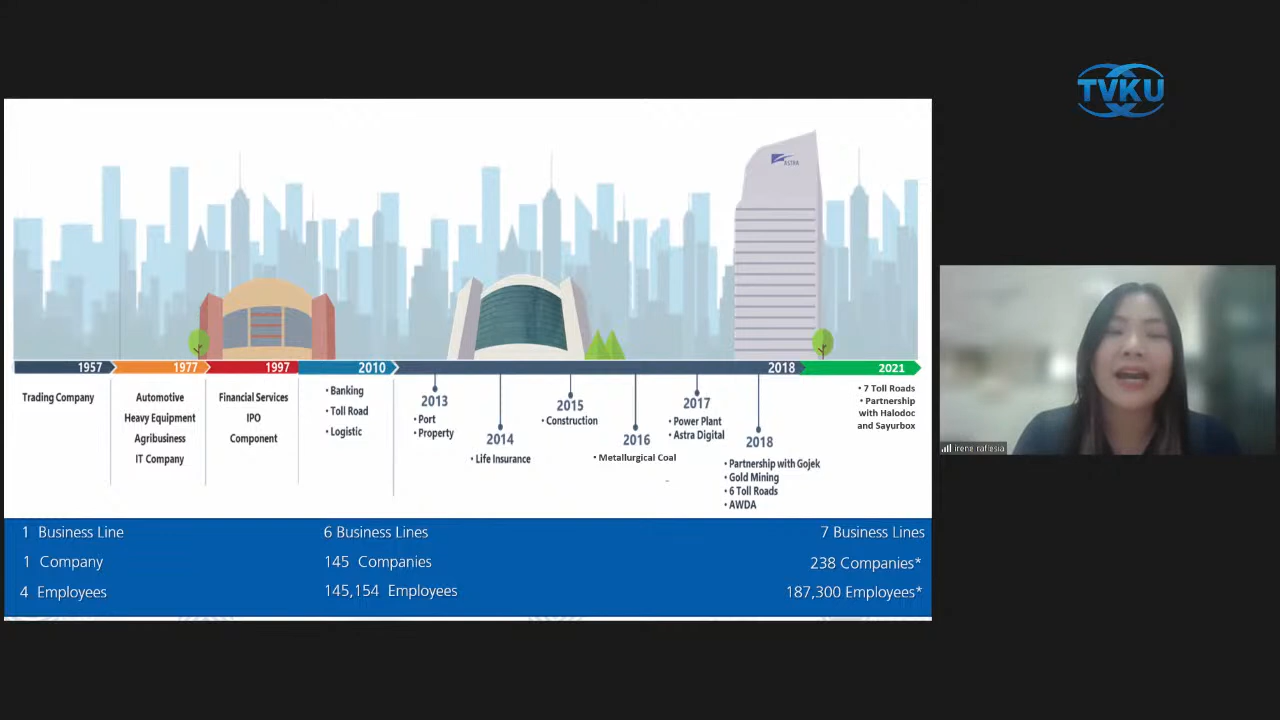 TVKU
ASTRA
1957
1977
1997
2010
2018
2021
Trading Company
Automotive
Heavy Equipment
Agribusiness
IT Company
Financial Services
IPO
Component
• Banking
• Toll Road
• Logistic
2013
• Port
• Property
2014
• Life Insurance
2015
• Construction
2016
• Metallurgical Coal
2017
• Power Plant
• Astra Digital
2018
• Partnership with Gojek
• Gold Mining
• 6 Toll Roads
• AWDA
• 7 Toll Roads
• Partnership
with Halodoc
and Sayurbox
1 Business Line
1 Company
4 Employees
6 Business Lines
145 Companies
145,154 Employees
7 Business Lines
238 Companies*
187,300 Employees*
irene raflesia